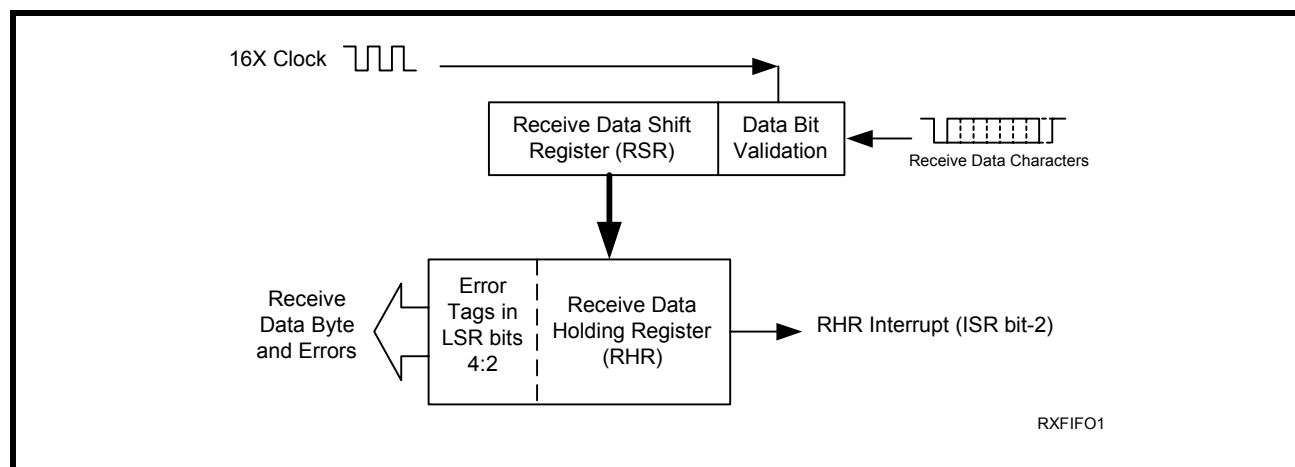 16X Clock
Receive Data Shift
Register (RSR)
Data Bit
Validation
Receive Data Characters
Receive
Data Byte
and Errors
Error
Tags in
LSR bits
4:2
Receive Data
Holding Register
(RHR)
RHR Interrupt (ISR bit-2)
RXFIFO1